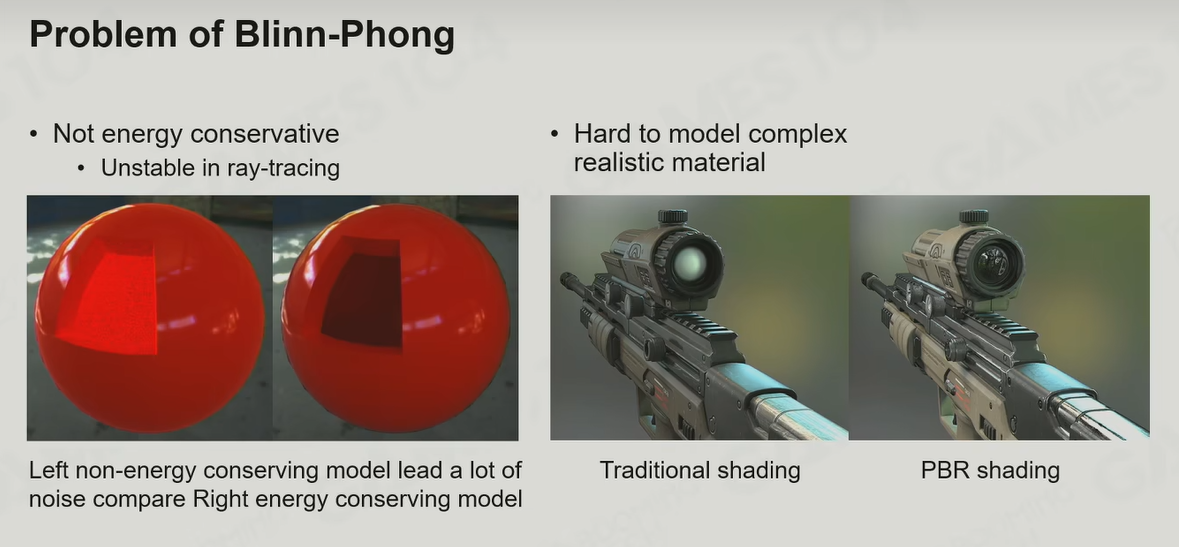 Problem of Blinn-Phong
• Not energy conservative
• Unstable in ray-tracing
• Hard to model complex
realistic material
Left non-energy conserving model lead a lot of
noise compare Right energy conserving model
Traditional shading
PBR shading